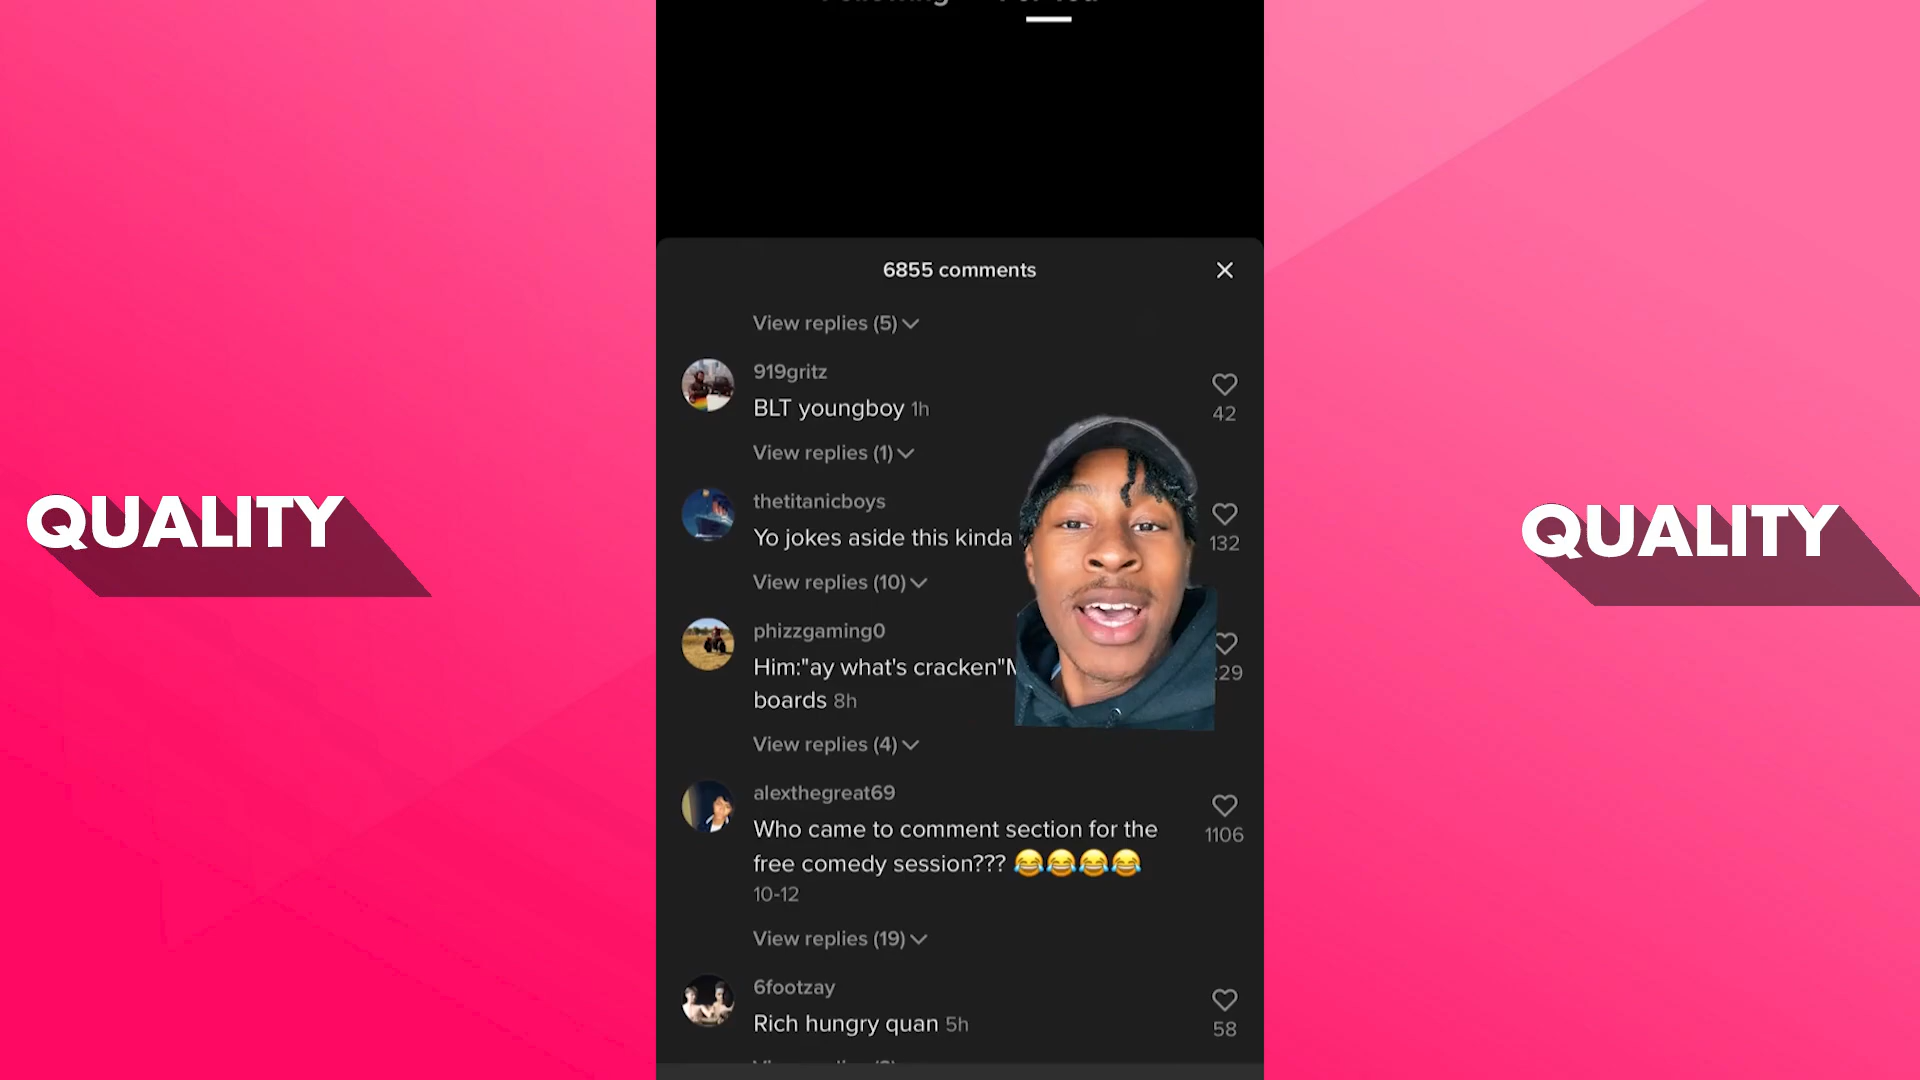 6855 comments
View replies (5)
919gritz
BLT youngboy 1h
42
View replies (1)
thetitanicboys
Yo jokes aside this kinda
132
View replies (10)
phizzgaming0
Him:"ay what's cracken"
29
boards 8h
View replies (4)
alexthegreat69
Who came to comment section for the
1106
free comedy session??? 😂😂😂😂
10-12
View replies (19)
6footzay
Rich hungry quan 5h
58
QUALITY
QUALITY